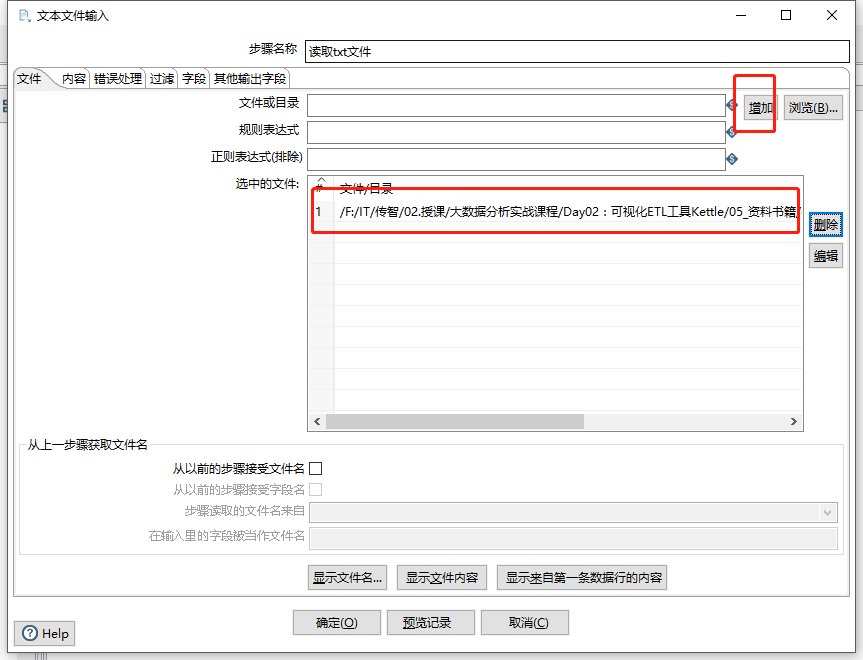 文本文件输入
步骤名称 读取txt文件
文件 内容 错误处理 过滤 字段 其他输出字段
文件或目录 增加 浏览(B)...
规则表达式
正则表达式(排除)
选中的文件:
# 文件/目录
1 /F:/IT/传智/02.授课/大数据分析实战课程/Day02：可视化ETL工具Kettle/05_资料书籍/
删除
编辑
从上一步骤获取文件名
从以前的步骤接受文件名
从以前的步骤接受字段名
步骤读取的文件名来自
在输入里的字段被当作文件名
显示文件名... 显示文件内容 显示来自第一条数据行的内容
确定(O) 预览记录 取消(C)
Help